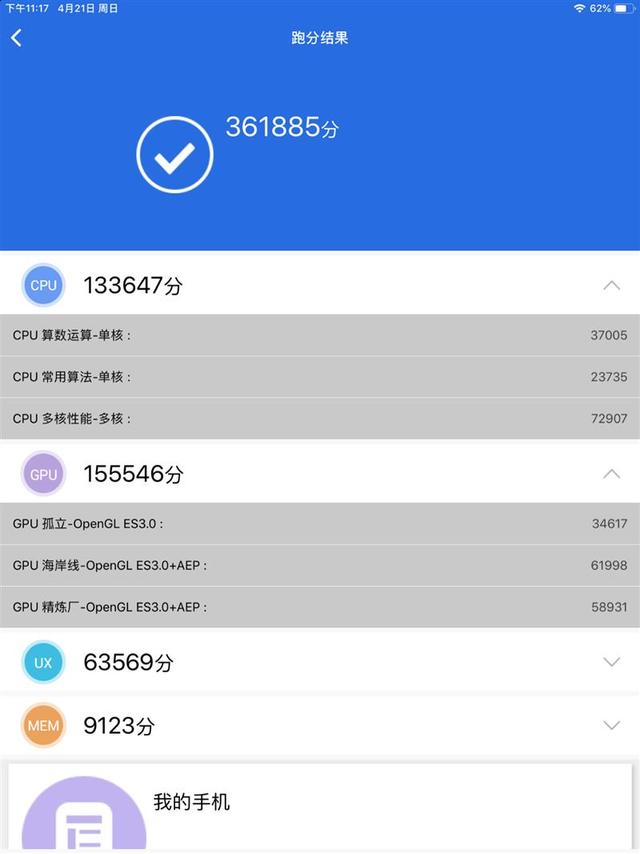 下午11:17 4月21日 周日 62%
跑分结果
361885分
CPU 133647分
CPU 算数运算-单核 : 37005
CPU 常用算法-单核 : 23735
CPU 多核性能-多核 : 72907
GPU 155546分
GPU 孤立-OpenGL ES3.0 : 34617
GPU 海岸线-OpenGL ES3.0+AEP : 61998
GPU 精炼厂-OpenGL ES3.0+AEP : 58931
UX 63569分
MEM 9123分
我的手机